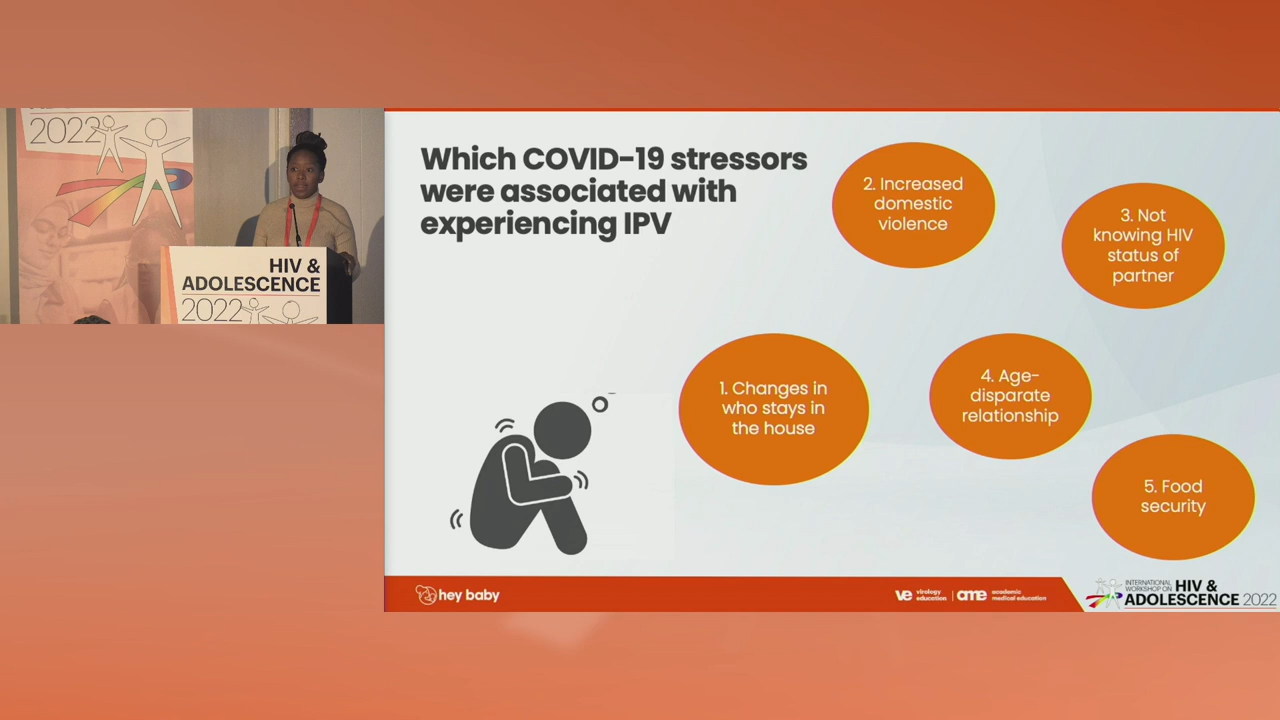 2022
HIV &
ADOLESCENCE
2022
Which COVID-19 stressors
were associated with
experiencing IPV
2. Increased
domestic
violence
3. Not
knowing HIV
status of
partner
1. Changes in
who stays in
the house
4. Age-
disparate
relationship
5. Food
security
hey baby
ve virology
education
ame academic
medical education
INTERNATIONAL
WORKSHOP ON
HIV &
ADOLESCENCE 2022